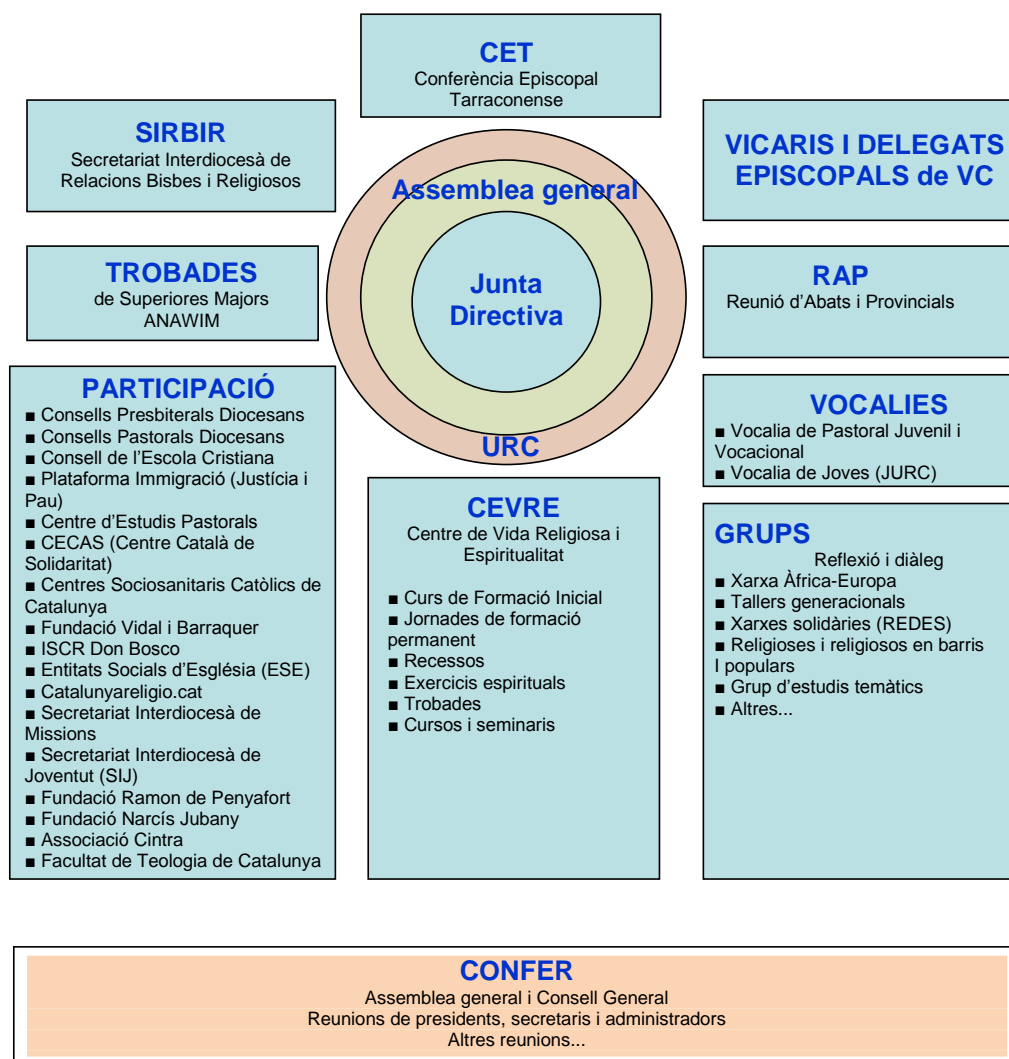 CET
Conferència Episcopal
Tarraconense
SIRBIR
Secretariat Interdiocesà de
Relacions Bisbes i Religiosos
VICARIS I DELEGATS
EPISCOPALS de VC
Assemblea general
Junta
Directiva
URC
TROBADES
de Superiores Majors
ANAWIM
RAP
Reunió d'Abats i Provincials
PARTICIPACIÓ
■ Consells Presbiterals Diocesans
■ Consells Pastorals Diocesans
■ Consell de l'Escola Cristiana
■ Plataforma Immigració (Justícia i
Pau)
■ Centre d'Estudis Pastorals
■ CECAS (Centre Català de
Solidaritat)
■ Centres Sociosanitaris Catòlics de
Catalunya
■ Fundació Vidal i Barraquer
■ ISCR Don Bosco
■ Entitats Socials d'Església (ESE)
■ Catalunyareligio.cat
■ Secretariat Interdiocesà de
Missions
■ Secretariat Interdiocesà de
Joventut (SIJ)
■ Fundació Ramon de Penyafort
■ Fundació Narcís Jubany
■ Associació Cintra
■ Facultat de Teologia de Catalunya
CEVRE
Centre de Vida Religiosa i
Espiritualitat
■ Curs de Formació Inicial
■ Jornades de formació
permanent
■ Recessos
■ Exercicis espirituals
■ Trobades
■ Cursos i seminaris
VOCALIES
■ Vocalia de Pastoral Juvenil i
Vocacional
■ Vocalia de Joves (JURC)
GRUPS
Reflexió i diàleg
■ Xarxa Àfrica-Europa
■ Tallers generacionals
■ Xarxes solidàries (REDES)
■ Religioses i religiosos en barris
I populars
■ Grup d'estudis temàtics
■ Altres...
CONFER
Assemblea general i Consell General
Reunions de presidents, secretaris i administradors
Altres reunions...